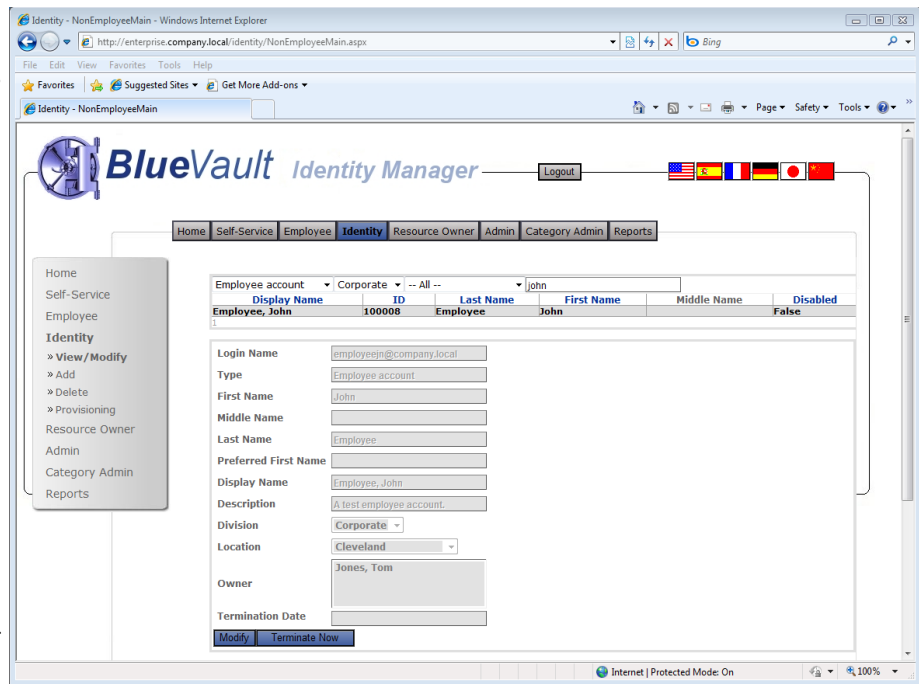 Identity - NonEmployeeMain - Windows Internet Explorer
http://enterprise.company.local/identity/NonEmployeeMain.aspx
Bing
File Edit View Favorites Tools Help
Favorites Suggested Sites Get More Add-ons
Identity - NonEmployeeMain
Page Safety Tools
BlueVault Identity Manager
Logout
Home Self-Service Employee Identity Resource Owner Admin Category Admin Reports
Home
Self-Service
Employee
Identity
» View/Modify
» Add
» Delete
» Provisioning
Resource Owner
Admin
Category Admin
Reports
Employee account Corporate -- All -- john
Display Name ID Last Name First Name Middle Name Disabled
Employee, John 100008 Employee John False
1
Login Name employeejn@company.local
Type Employee account
First Name John
Middle Name
Last Name Employee
Preferred First Name
Display Name Employee, John
Description A test employee account.
Division Corporate
Location Cleveland
Owner Jones, Tom
Termination Date
Modify Terminate Now
Internet | Protected Mode: On 100%